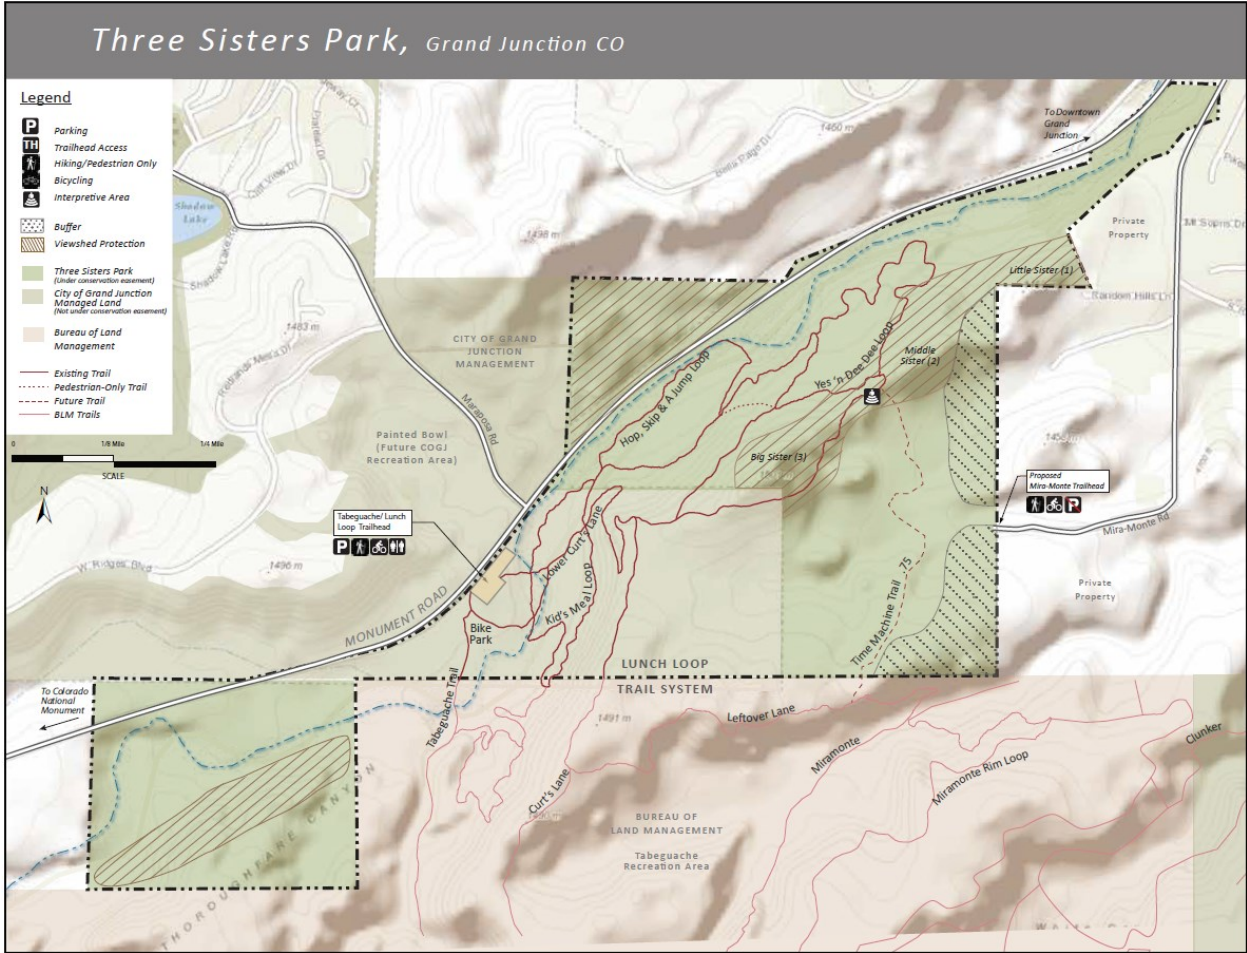 Three Sisters Park, Grand Junction CO
Legend
P
Parking
TH
Trailhead Access
Hiking/Pedestrian Only
Bicycling
Interpretive Area
Buffer
Viewshed Protection
Three Sisters Park
(Under conservation easement)
City of Grand Junction
Managed Land
(Not under conservation easement)
Bureau of Land
Management
Existing Trail
Pedestrian-Only Trail
Future Trail
BLM Trails
0
1/8 Mile
1/4 Mile
SCALE
N
Shadow
Lake
1460 m
Bella Pago Dr
To Downtown
Grand
Junction
Private
Property
1498 m
Little Sister (1)
Random Hills Ln
1483 m
CITY OF GRAND
JUNCTION
MANAGEMENT
Middle
Sister (2)
Yes 'n Dee Dee Loop
Hop, Skip & A Jump Loop
Mariposa Rd
Painted Bowl
(Future COGJ
Recreation Area)
Big Sister (3)
Proposed
Mira-Monte Trailhead
P
Mira-Monte Rd
Tabeguache/ Lunch
Loop Trailhead
P
Lower Curt's Lane
W Ridges Blvd
1496 m
Kid's Meal Loop
Time Machine Trail
75
Private
Property
MONUMENT ROAD
Bike
Park
LUNCH LOOP
TRAIL SYSTEM
To Colorado
National
Monument
Tabeguache Trail
1491 m
Leftover Lane
Miramonte
Clunker
Miramonte Rim Loop
Curt's Lane
BUREAU OF
LAND MANAGEMENT
Tabeguache
Recreation Area
THOROUGHFARE CANYON